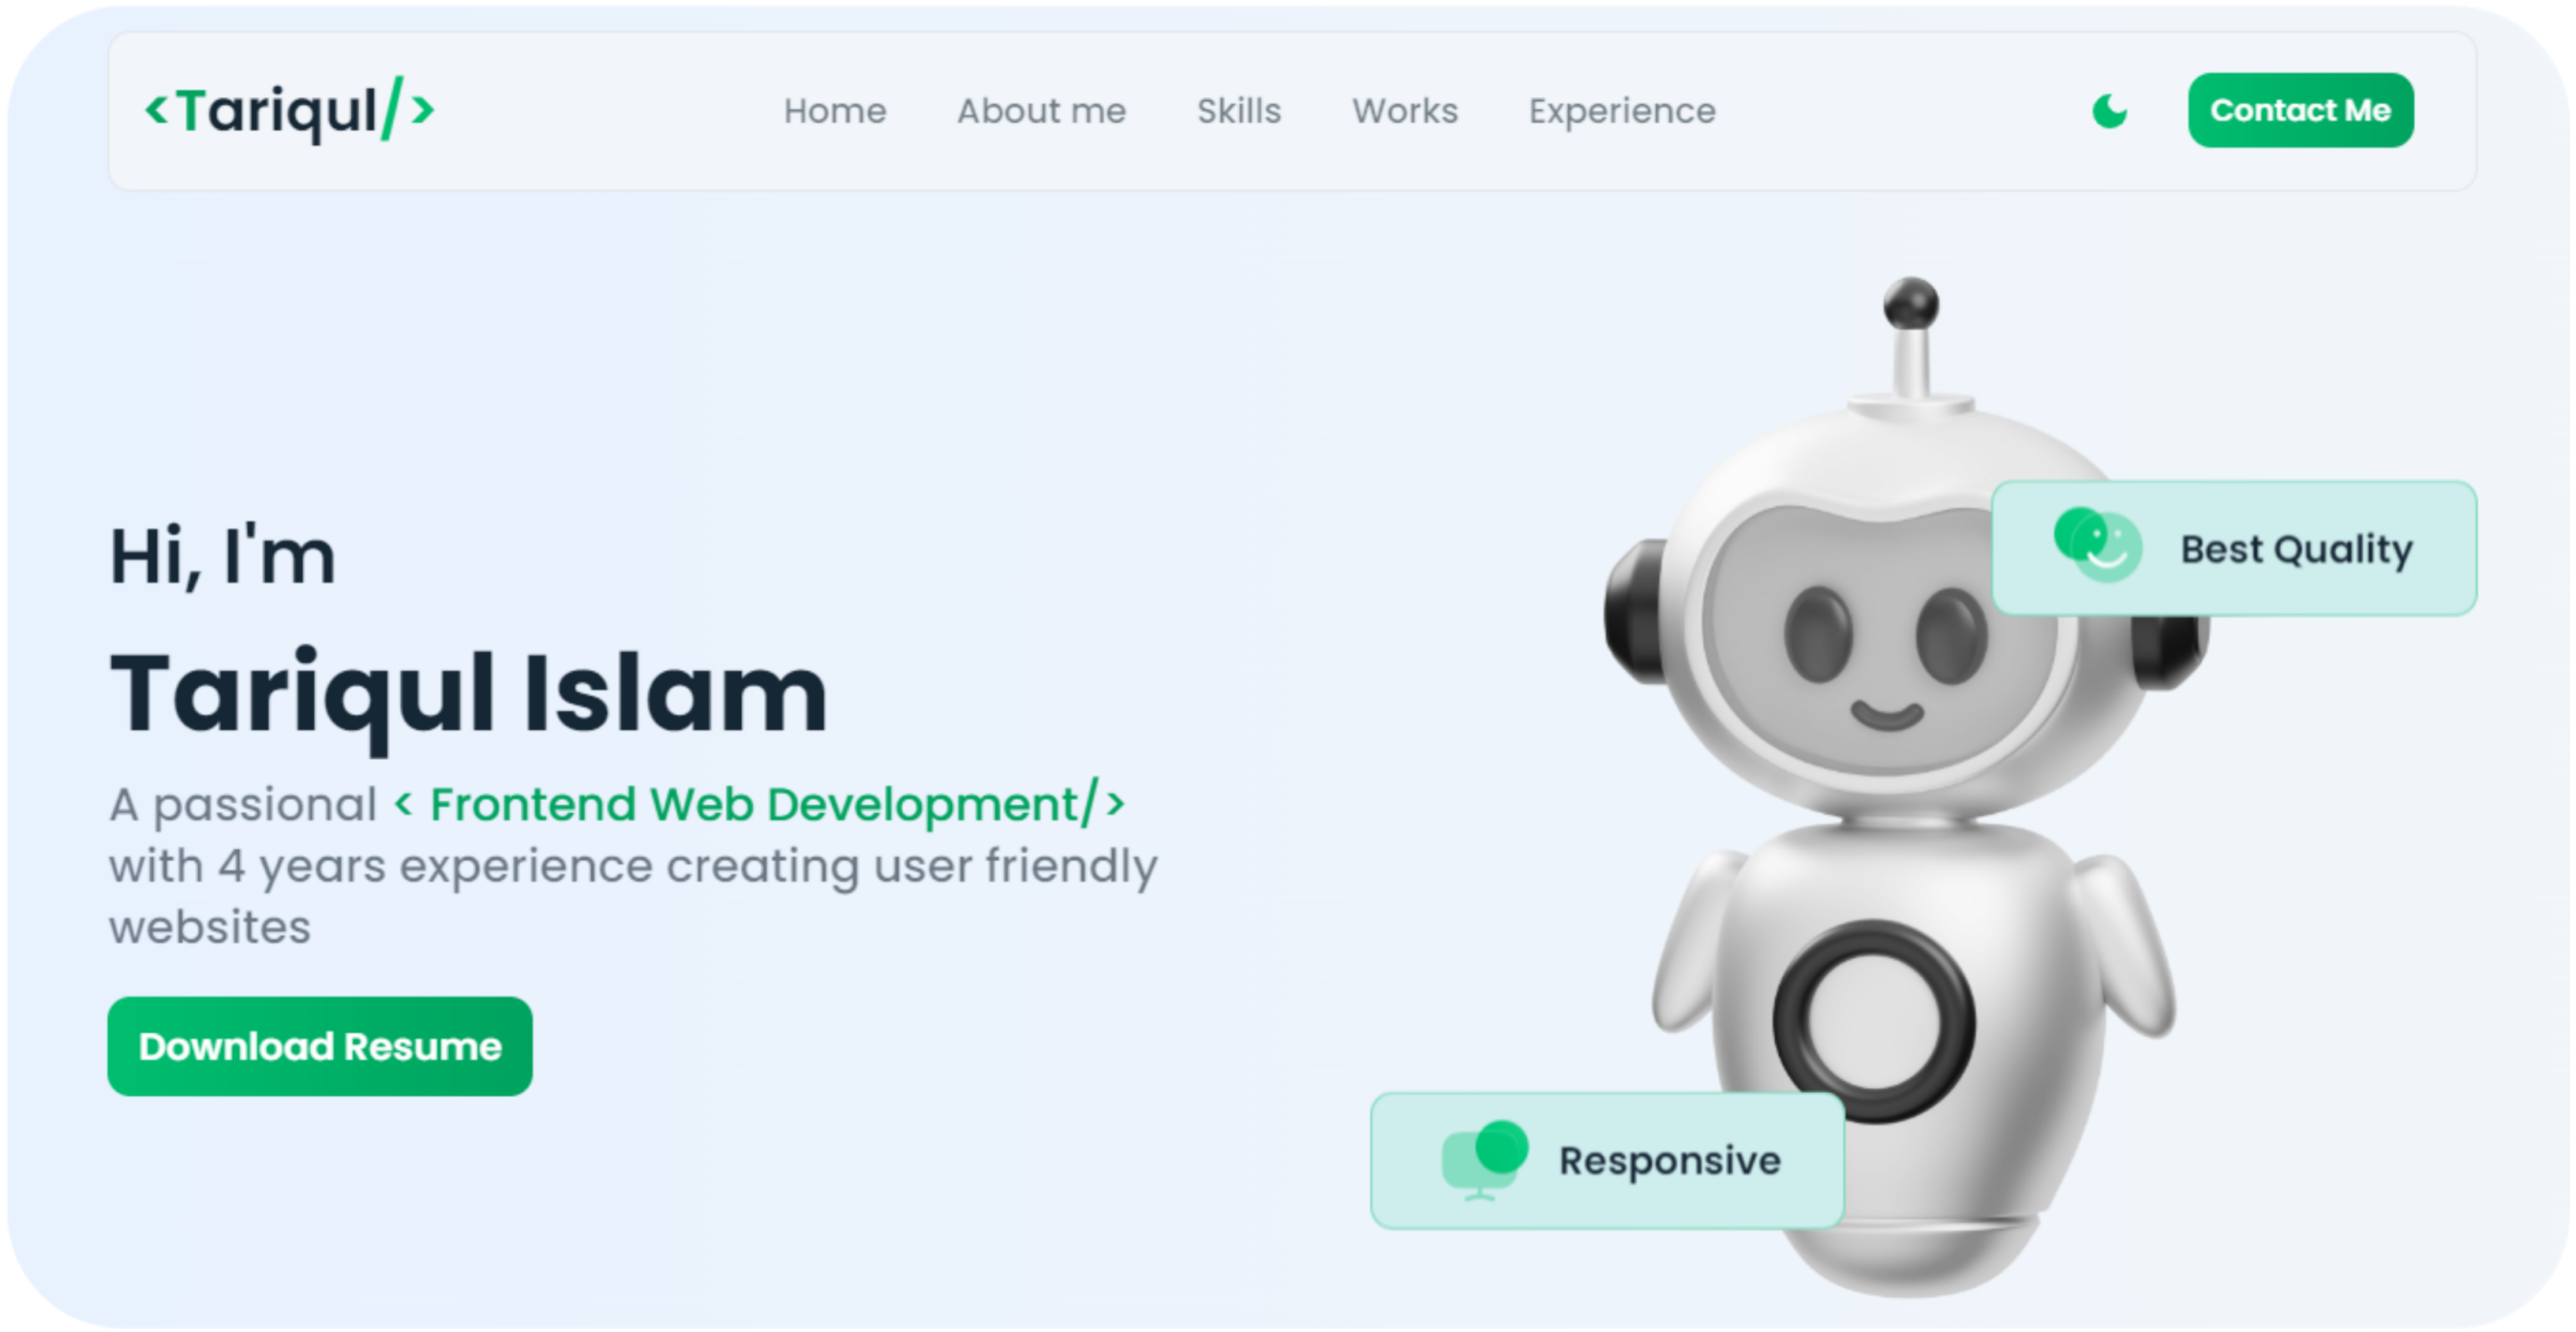 <Tariqul/>
Home About me Skills Works Experience
Contact Me
Hi, I'm
Tariqul Islam
A passional < Frontend Web Development/>
with 4 years experience creating user friendly
websites
Download Resume
Best Quality
Responsive